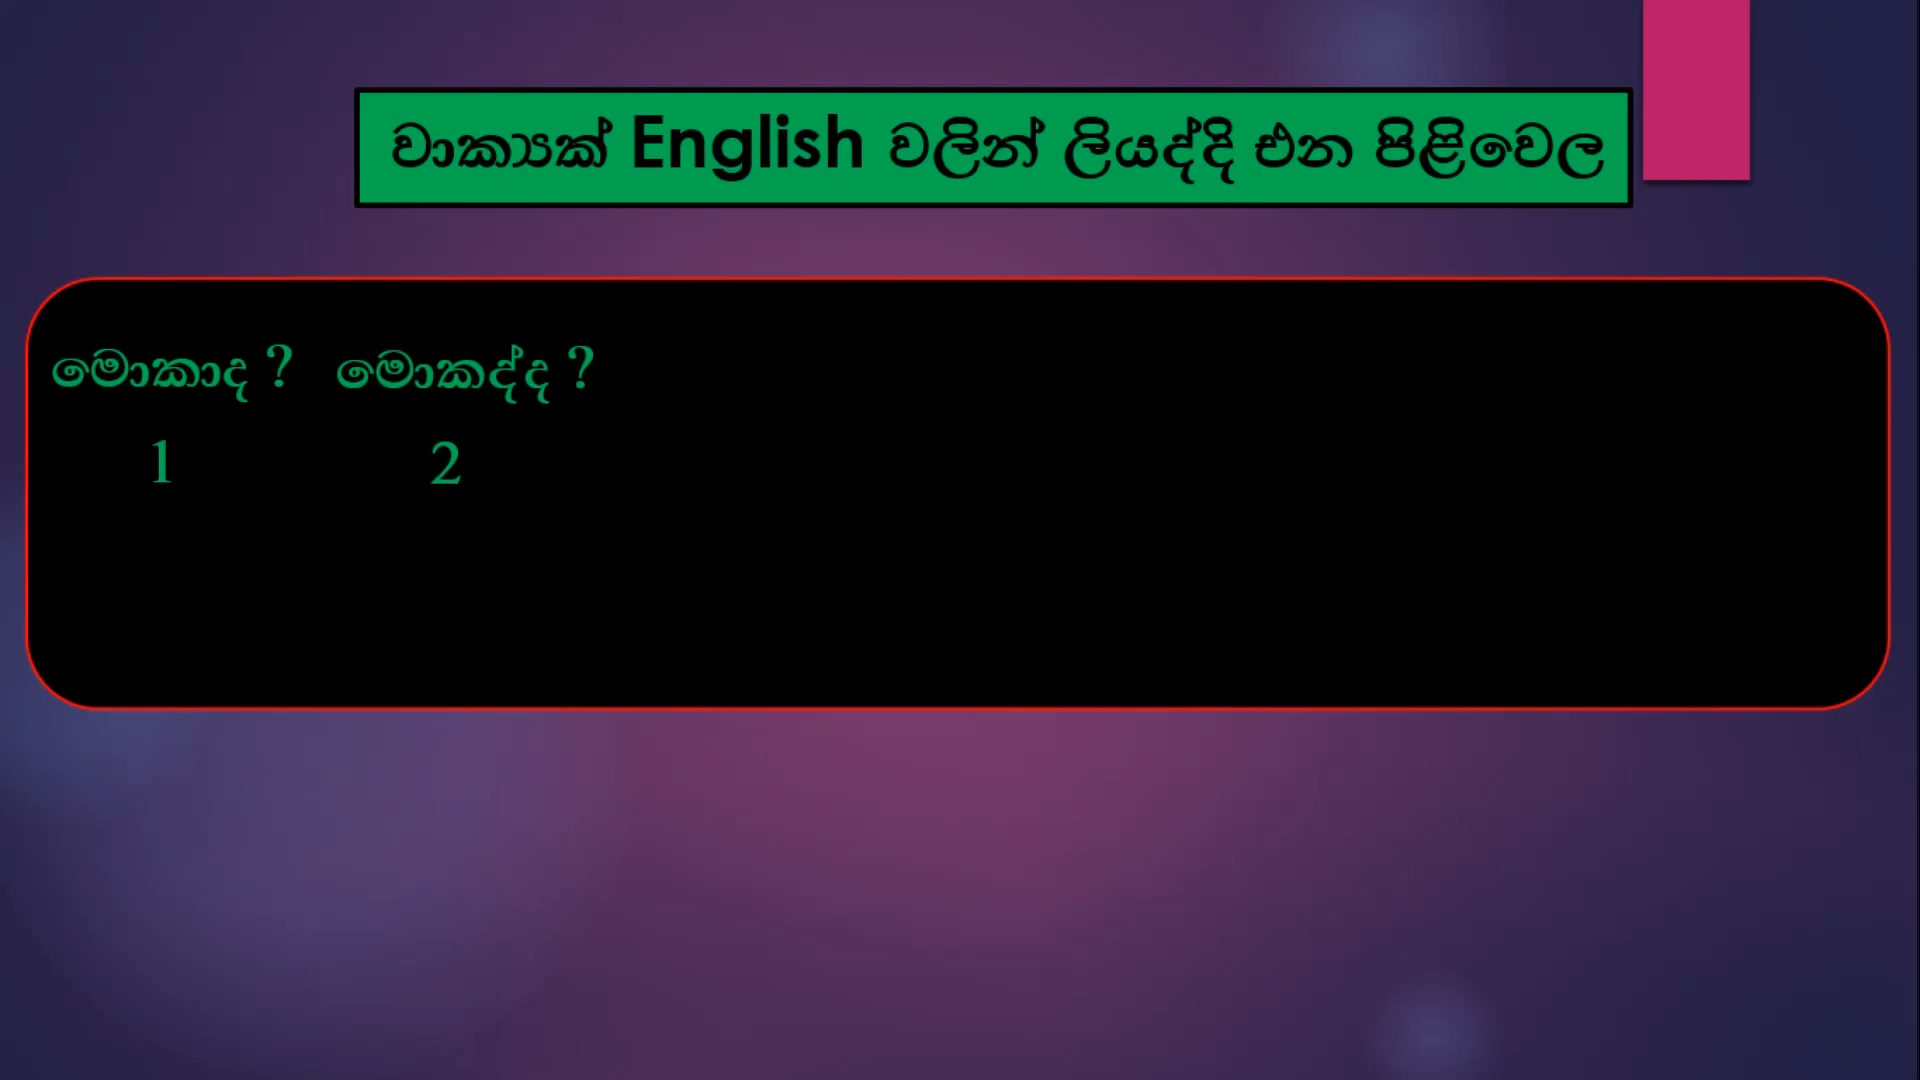 වාක්‍යක් English වලින් ලියද්දි එන පිළිවෙල
මොකාද ? මොකද්ද ?
1 2